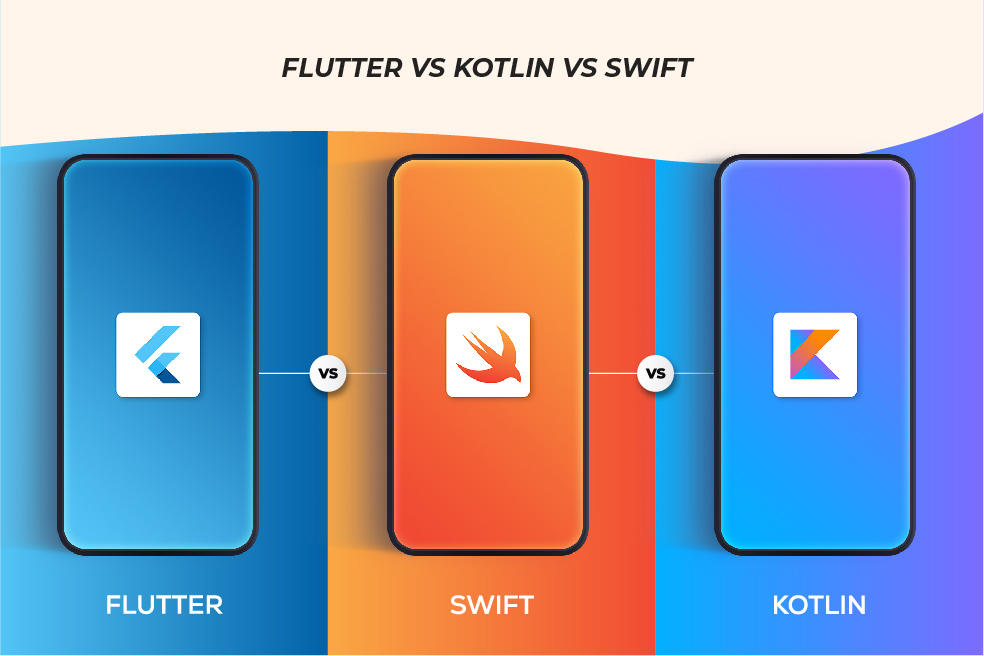 FLUTTER VS KOTLIN VS SWIFT
VS
VS
FLUTTER
SWIFT
KOTLIN